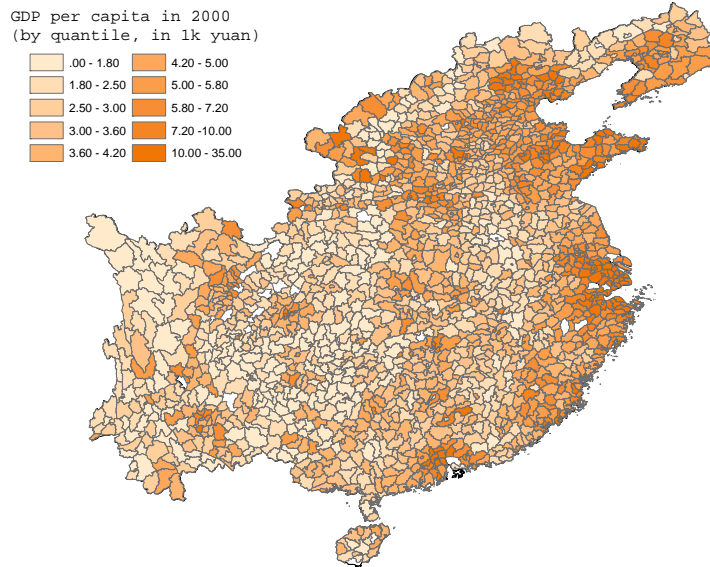 GDP per capita in 2000
(by quantile, in 1k yuan)
.00 - 1.80
1.80 - 2.50
2.50 - 3.00
3.00 - 3.60
3.60 - 4.20
4.20 - 5.00
5.00 - 5.80
5.80 - 7.20
7.20 -10.00
10.00 - 35.00